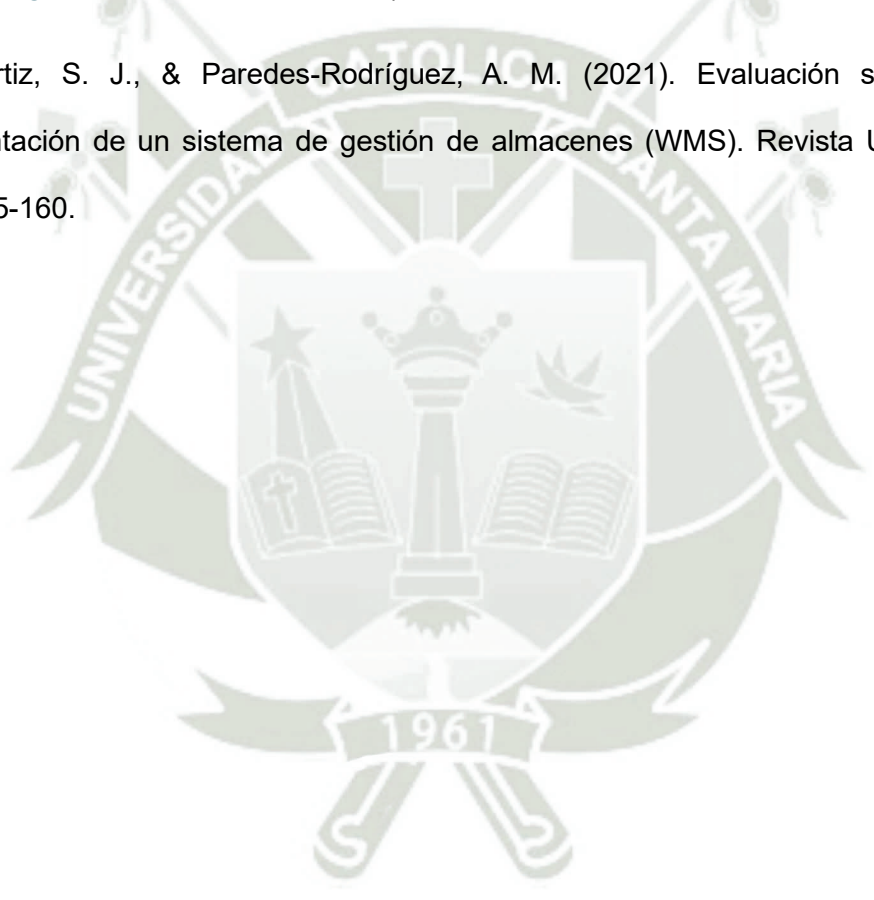 rtiz, S. J., & Paredes-Rodríguez, A. M. (2021). Evaluación s
ntación de un sistema de gestión de almacenes (WMS). Revista U
5-160.
UNIVERSIDAD CATOLICA SANTA MARIA
1961